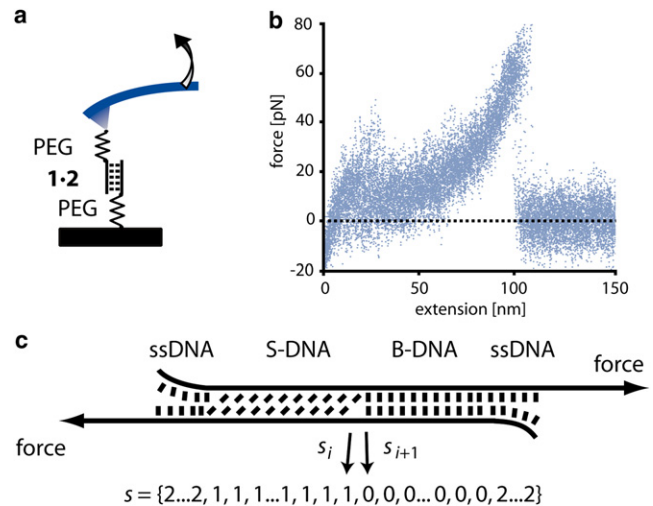 a
PEG
1·2
PEG
b
force [pN]
80
60
40
20
0
-20
0 50 100 150
extension [nm]
c
ssDNA S-DNA B-DNA ssDNA
force
force
s_i s_{i+1}
s = {2...2, 1, 1, 1...1, 1, 1, 1, 0, 0, 0... 0, 0, 0, 2...2}